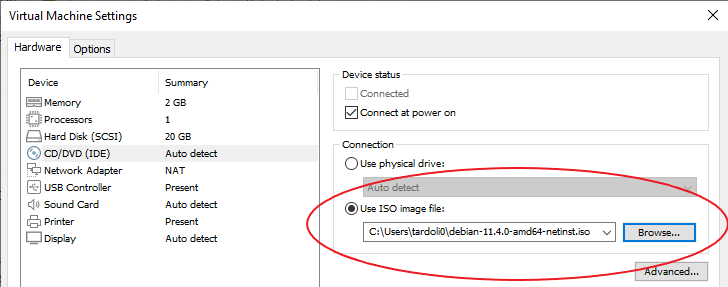 Virtual Machine Settings
Hardware Options
Device Summary
Memory 2 GB
Processors 1
Hard Disk (SCSI) 20 GB
CD/DVD (IDE) Auto detect
Network Adapter NAT
USB Controller Present
Sound Card Auto detect
Printer Present
Display Auto detect
Device status
Connected
Connect at power on
Connection
Use physical drive:
Auto detect
Use ISO image file:
C:\Users\tardoli0\debian-11.4.0-amd64-netinst.iso Browse...
Advanced...